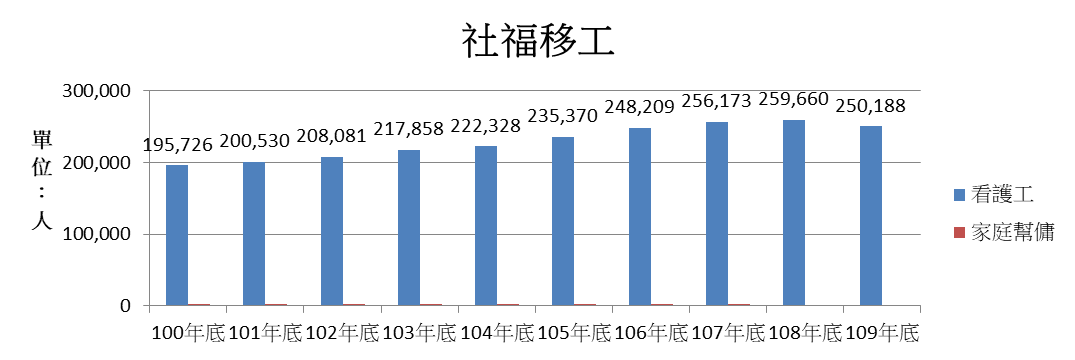 社福移工
300,000
200,000
100,000
0
單位：人
195,726
200,530
208,081
217,858
222,328
235,370
248,209
256,173
259,660
250,188
100年底
101年底
102年底
103年底
104年底
105年底
106年底
107年底
108年底
109年底
看護工
家庭幫傭